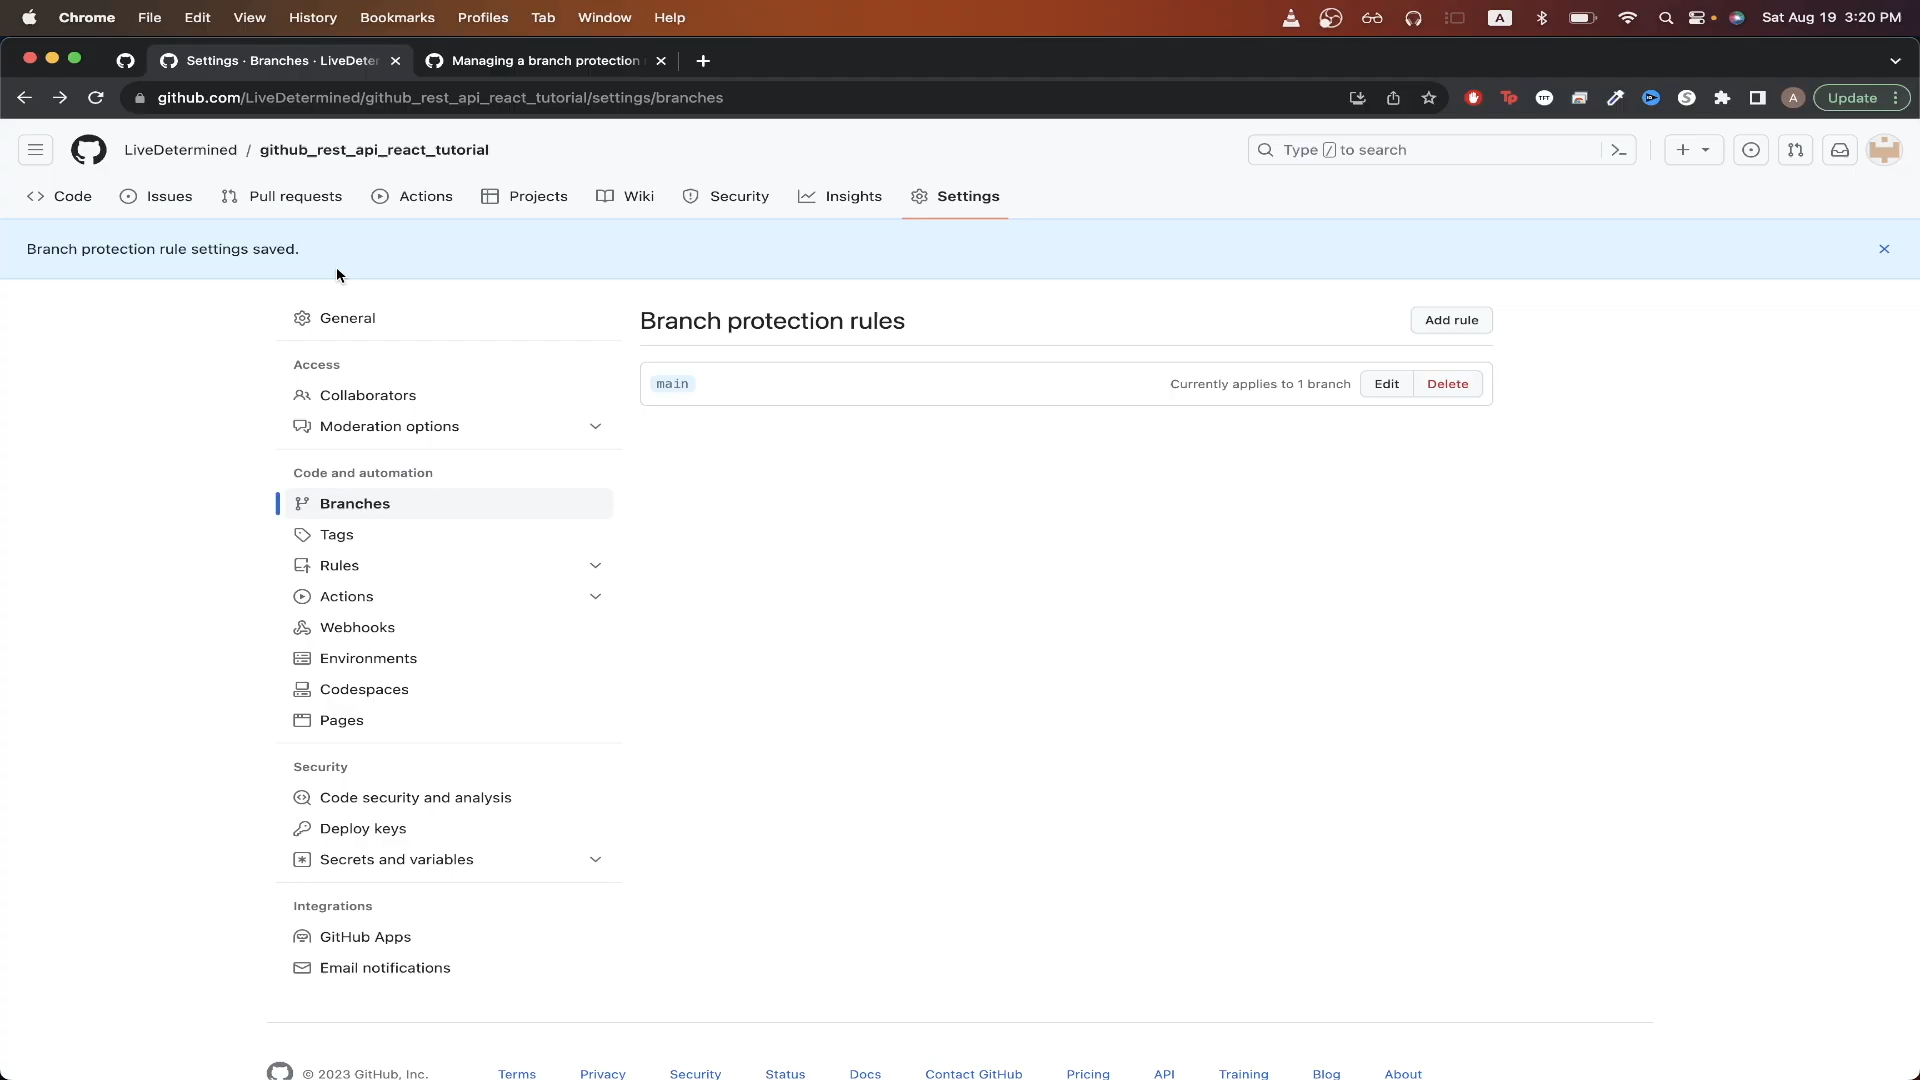 Chrome File Edit View History Bookmarks Profiles Tab Window Help A Sat Aug 19 3:20 PM
Settings · Branches · LiveDeter Managing a branch protection
github.com/LiveDetermined/github_rest_api_react_tutorial/settings/branches Tp TFT S A Update
LiveDetermined / github_rest_api_react_tutorial Type / to search
Code Issues Pull requests Actions Projects Wiki Security Insights Settings
Branch protection rule settings saved.
General
Access
Collaborators
Moderation options
Code and automation
Branches
Tags
Rules
Actions
Webhooks
Environments
Codespaces
Pages
Security
Code security and analysis
Deploy keys
Secrets and variables
Integrations
GitHub Apps
Email notifications
Branch protection rules Add rule
main Currently applies to 1 branch Edit Delete
© 2023 GitHub, Inc. Terms Privacy Security Status Docs Contact GitHub Pricing API Training Blog About